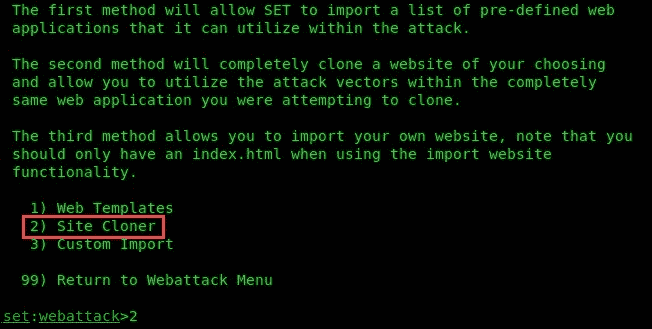 The first method will allow SET to import a list of pre-defined web
applications that it can utilize within the attack.
The second method will completely clone a website of your choosing
and allow you to utilize the attack vectors within the completely
same web application you were attempting to clone.
The third method allows you to import your own website, note that you
should only have an index.html when using the import website
functionality.
1) Web Templates
2) Site Cloner
3) Custom Import
99) Return to Webattack Menu
set:webattack>2